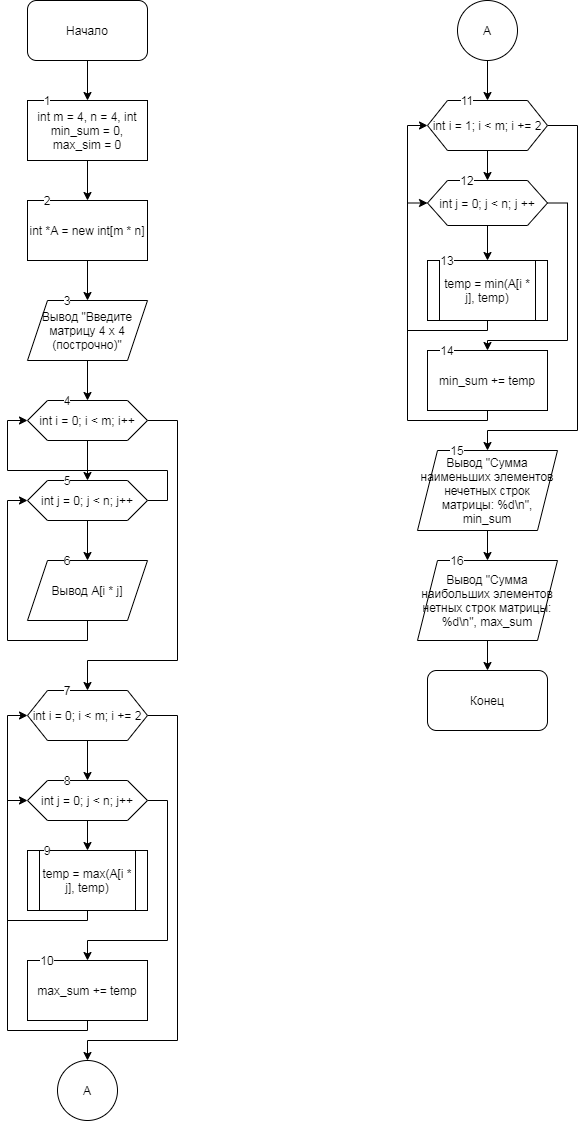 Начало
1
int m = 4, n = 4, int
min_sum = 0,
max_sim = 0
2
int *A = new int[m * n]
3
Вывод "Введите
матрицу 4 x 4
(построчно)"
4
int i = 0; i < m; i++
5
int j = 0; j < n; j++
6
Вывод A[i * j]
7
int i = 0; i < m; i += 2
8
int j = 0; j < n; j++
9
temp = max(A[i *
j], temp)
10
max_sum += temp
A
A
11
int i = 1; i < m; i += 2
12
int j = 0; j < n; j ++
13
temp = min(A[i *
j], temp)
14
min_sum += temp
15
Вывод "Сумма
наименьших элементов
нечетных строк
матрицы: %d\n",
min_sum
16
Вывод "Сумма
наибольших элементов
нетных строк матрицы:
%d\n", max_sum
Конец